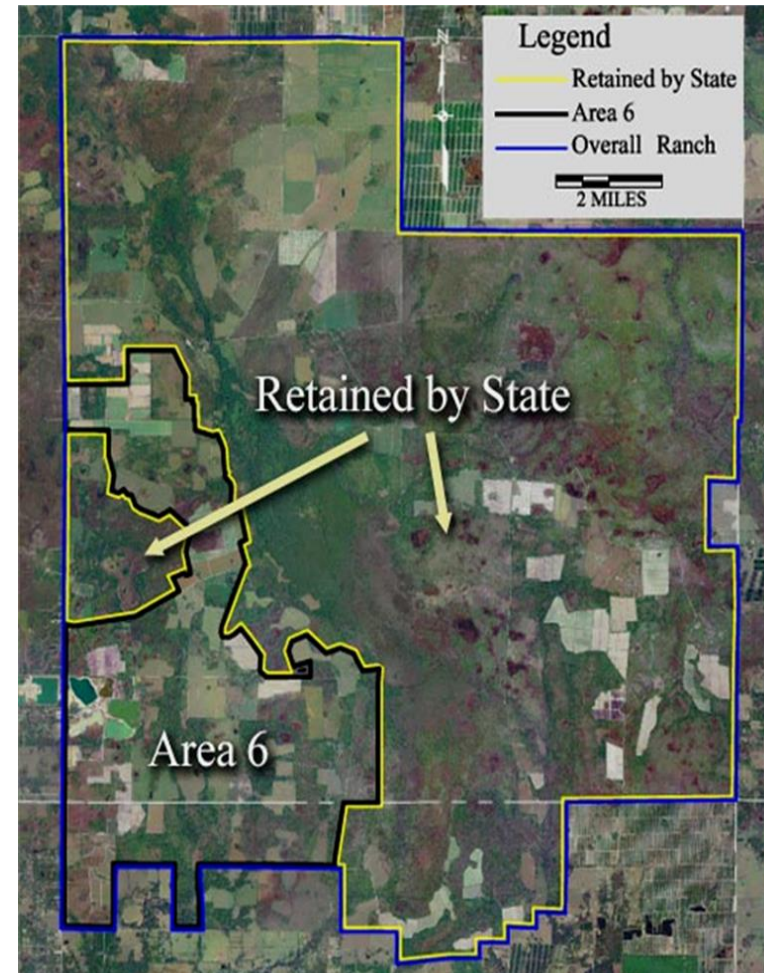 Legend
Retained by State
Area 6
Overall Ranch
2 MILES
N
Retained by State
Area 6